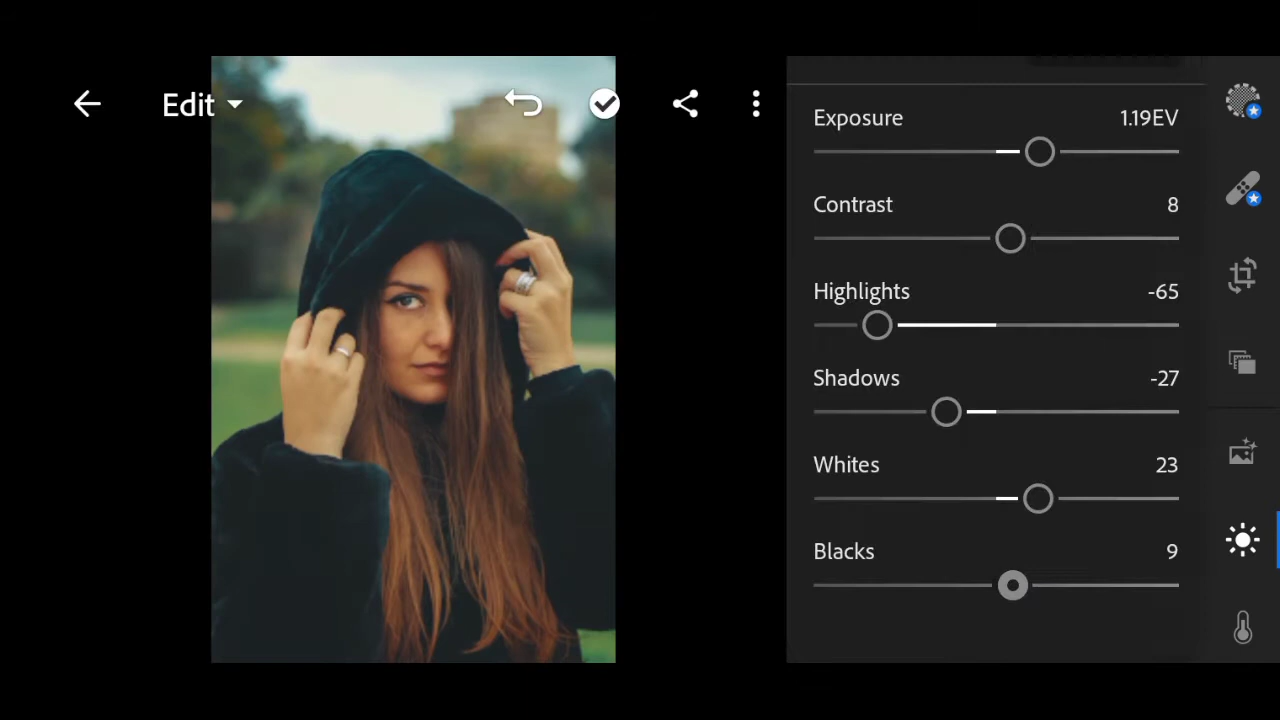 Edit
Exposure 1.19EV
Contrast 8
Highlights -65
Shadows -27
Whites 23
Blacks 9